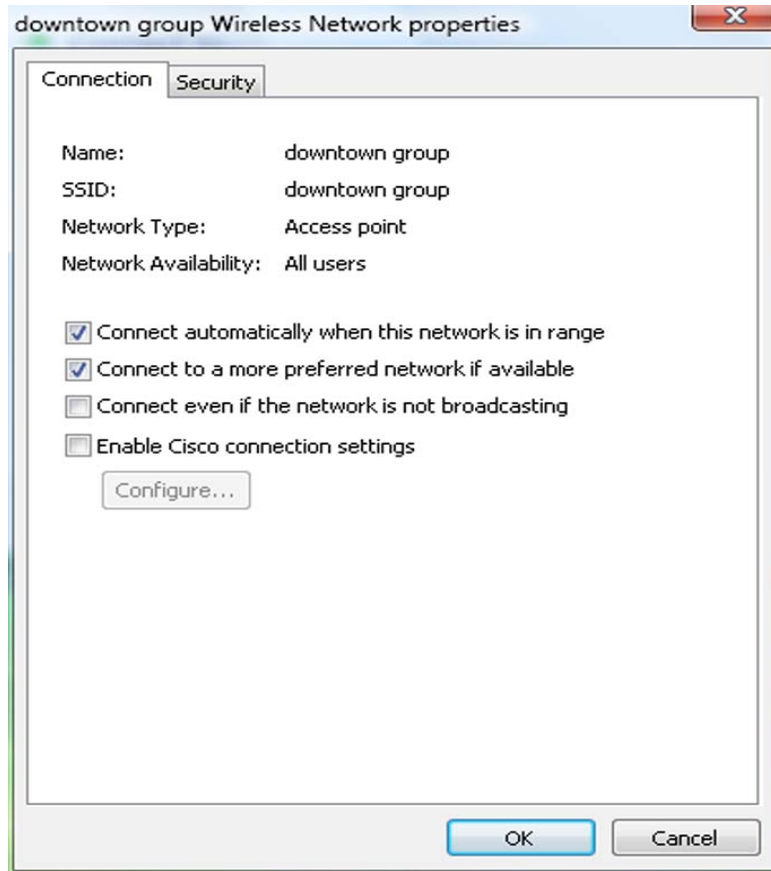 downtown group Wireless Network properties
Connection
Security
Name: downtown group
SSID: downtown group
Network Type: Access point
Network Availability: All users
Connect automatically when this network is in range
Connect to a more preferred network if available
Connect even if the network is not broadcasting
Enable Cisco connection settings
Configure...
OK
Cancel